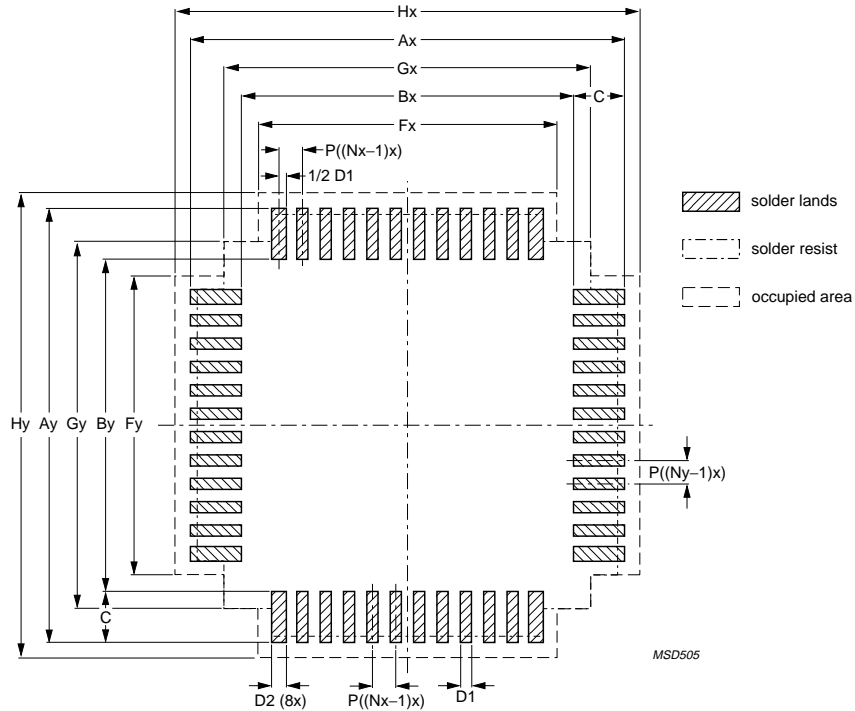 Hx
Ax
Gx
Bx
C
Fx
P((Nx–1)x)
1/2 D1
solder lands
solder resist
occupied area
Hy
Ay
Gy
By
Fy
P((Ny–1)x)
C
D2 (8x)
P((Nx–1)x)
D1
MSD505